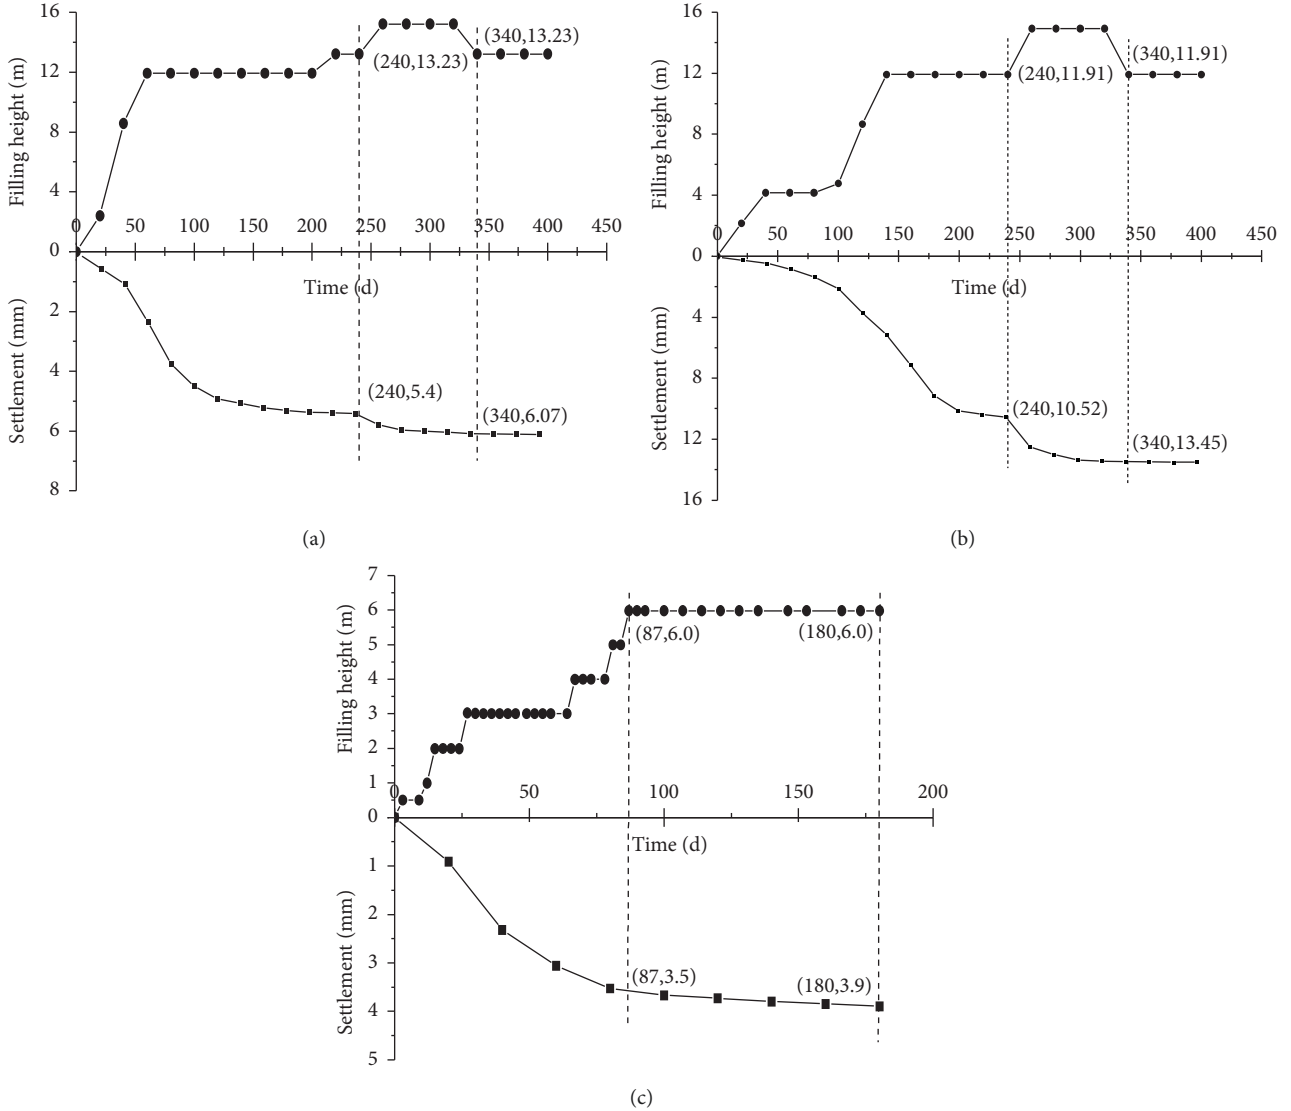 16
12
8
4
0
Filling height (m)
0 50 100 150 200 250 300 350 400 450
Time (d)
(240,13.23)
(340,13.23)
2
4
6
8
Settlement (mm)
(240,5.4)
(340,6.07)
(a)
16
12
8
4
0
Filling height (m)
0 50 100 150 200 250 300 350 400 450
Time (d)
(240,11.91)
(340,11.91)
4
8
12
16
Settlement (mm)
(240,10.52)
(340,13.45)
(b)
7
6
5
4
3
2
1
0
Filling height (m)
0 50 100 150 200
Time (d)
(87,6.0)
(180,6.0)
1
2
3
4
5
Settlement (mm)
(87,3.5)
(180,3.9)
(c)